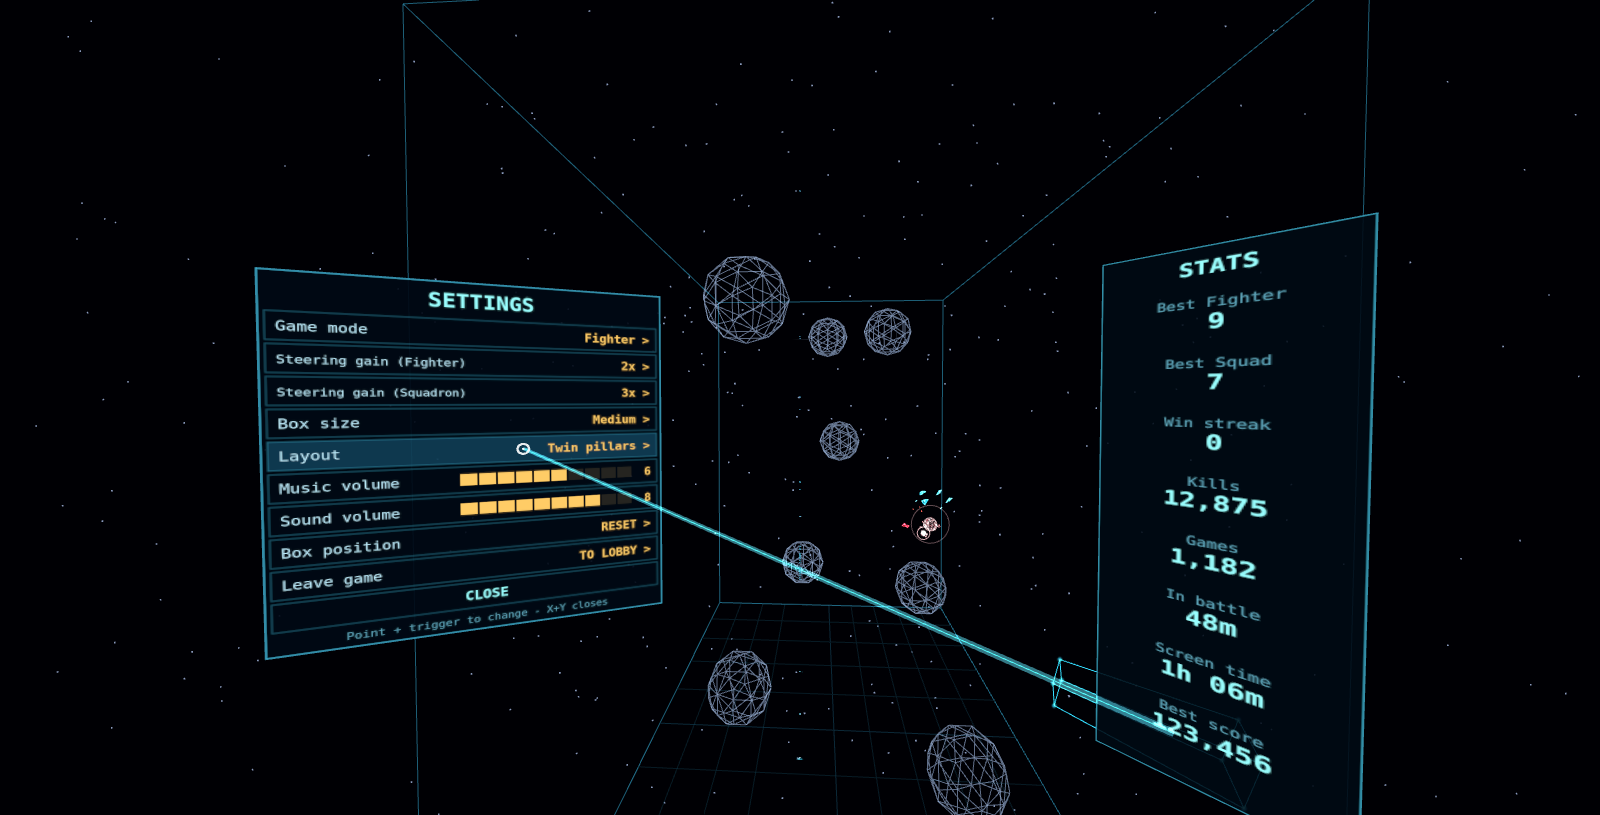 SETTINGS
Game mode Fighter >
Steering gain (Fighter) 2x >
Steering gain (Squadron) 3x >
Box size Medium >
Layout Twin pillars >
Music volume 6
Sound volume 8
Box position RESET >
Leave game TO LOBBY >
CLOSE
Point + trigger to change - X+Y closes
STATS
Best Fighter
9
Best Squad
7
Win streak
0
Kills
12,875
Games
1,182
In battle
48m
Screen time
1h 06m
Best score
123,456